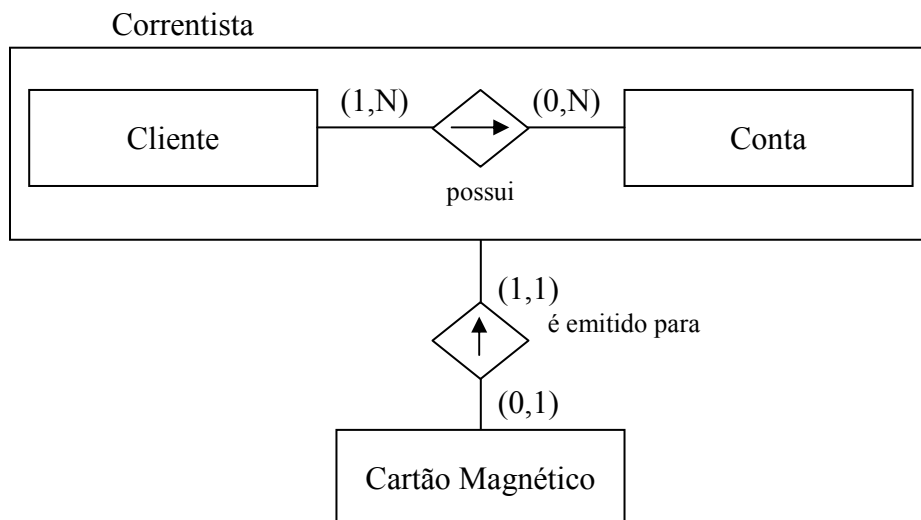 Correntista
(1,N)
(0,N)
Cliente
Conta
possui
(1,1)
é emitido para
(0,1)
Cartão Magnético